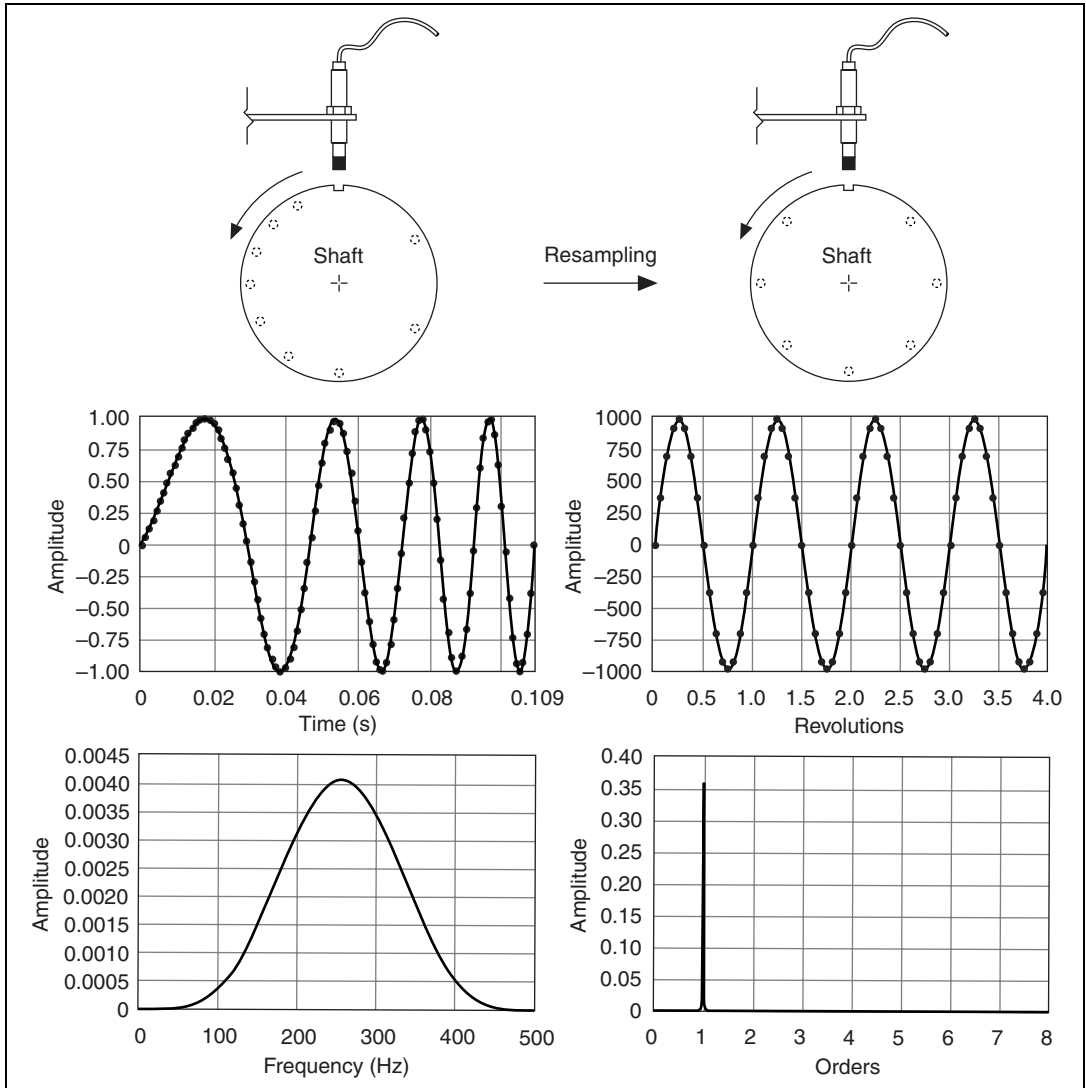 Shaft
Resampling
Shaft
1.00
0.75
0.50
0.25
0
–0.25
–0.50
–0.75
–1.00
Amplitude
0 0.02 0.04 0.06 0.08 0.109
Time (s)
1000
750
500
250
0
–250
–500
–750
–1000
Amplitude
0 0.5 1.0 1.5 2.0 2.5 3.0 3.5 4.0
Revolutions
0.0045
0.0040
0.0035
0.0030
0.0025
0.0020
0.0015
0.0010
0.0005
0
Amplitude
0 100 200 300 400 500
Frequency (Hz)
0.40
0.35
0.30
0.25
0.20
0.15
0.10
0.05
0
Amplitude
0 1 2 3 4 5 6 7 8
Orders